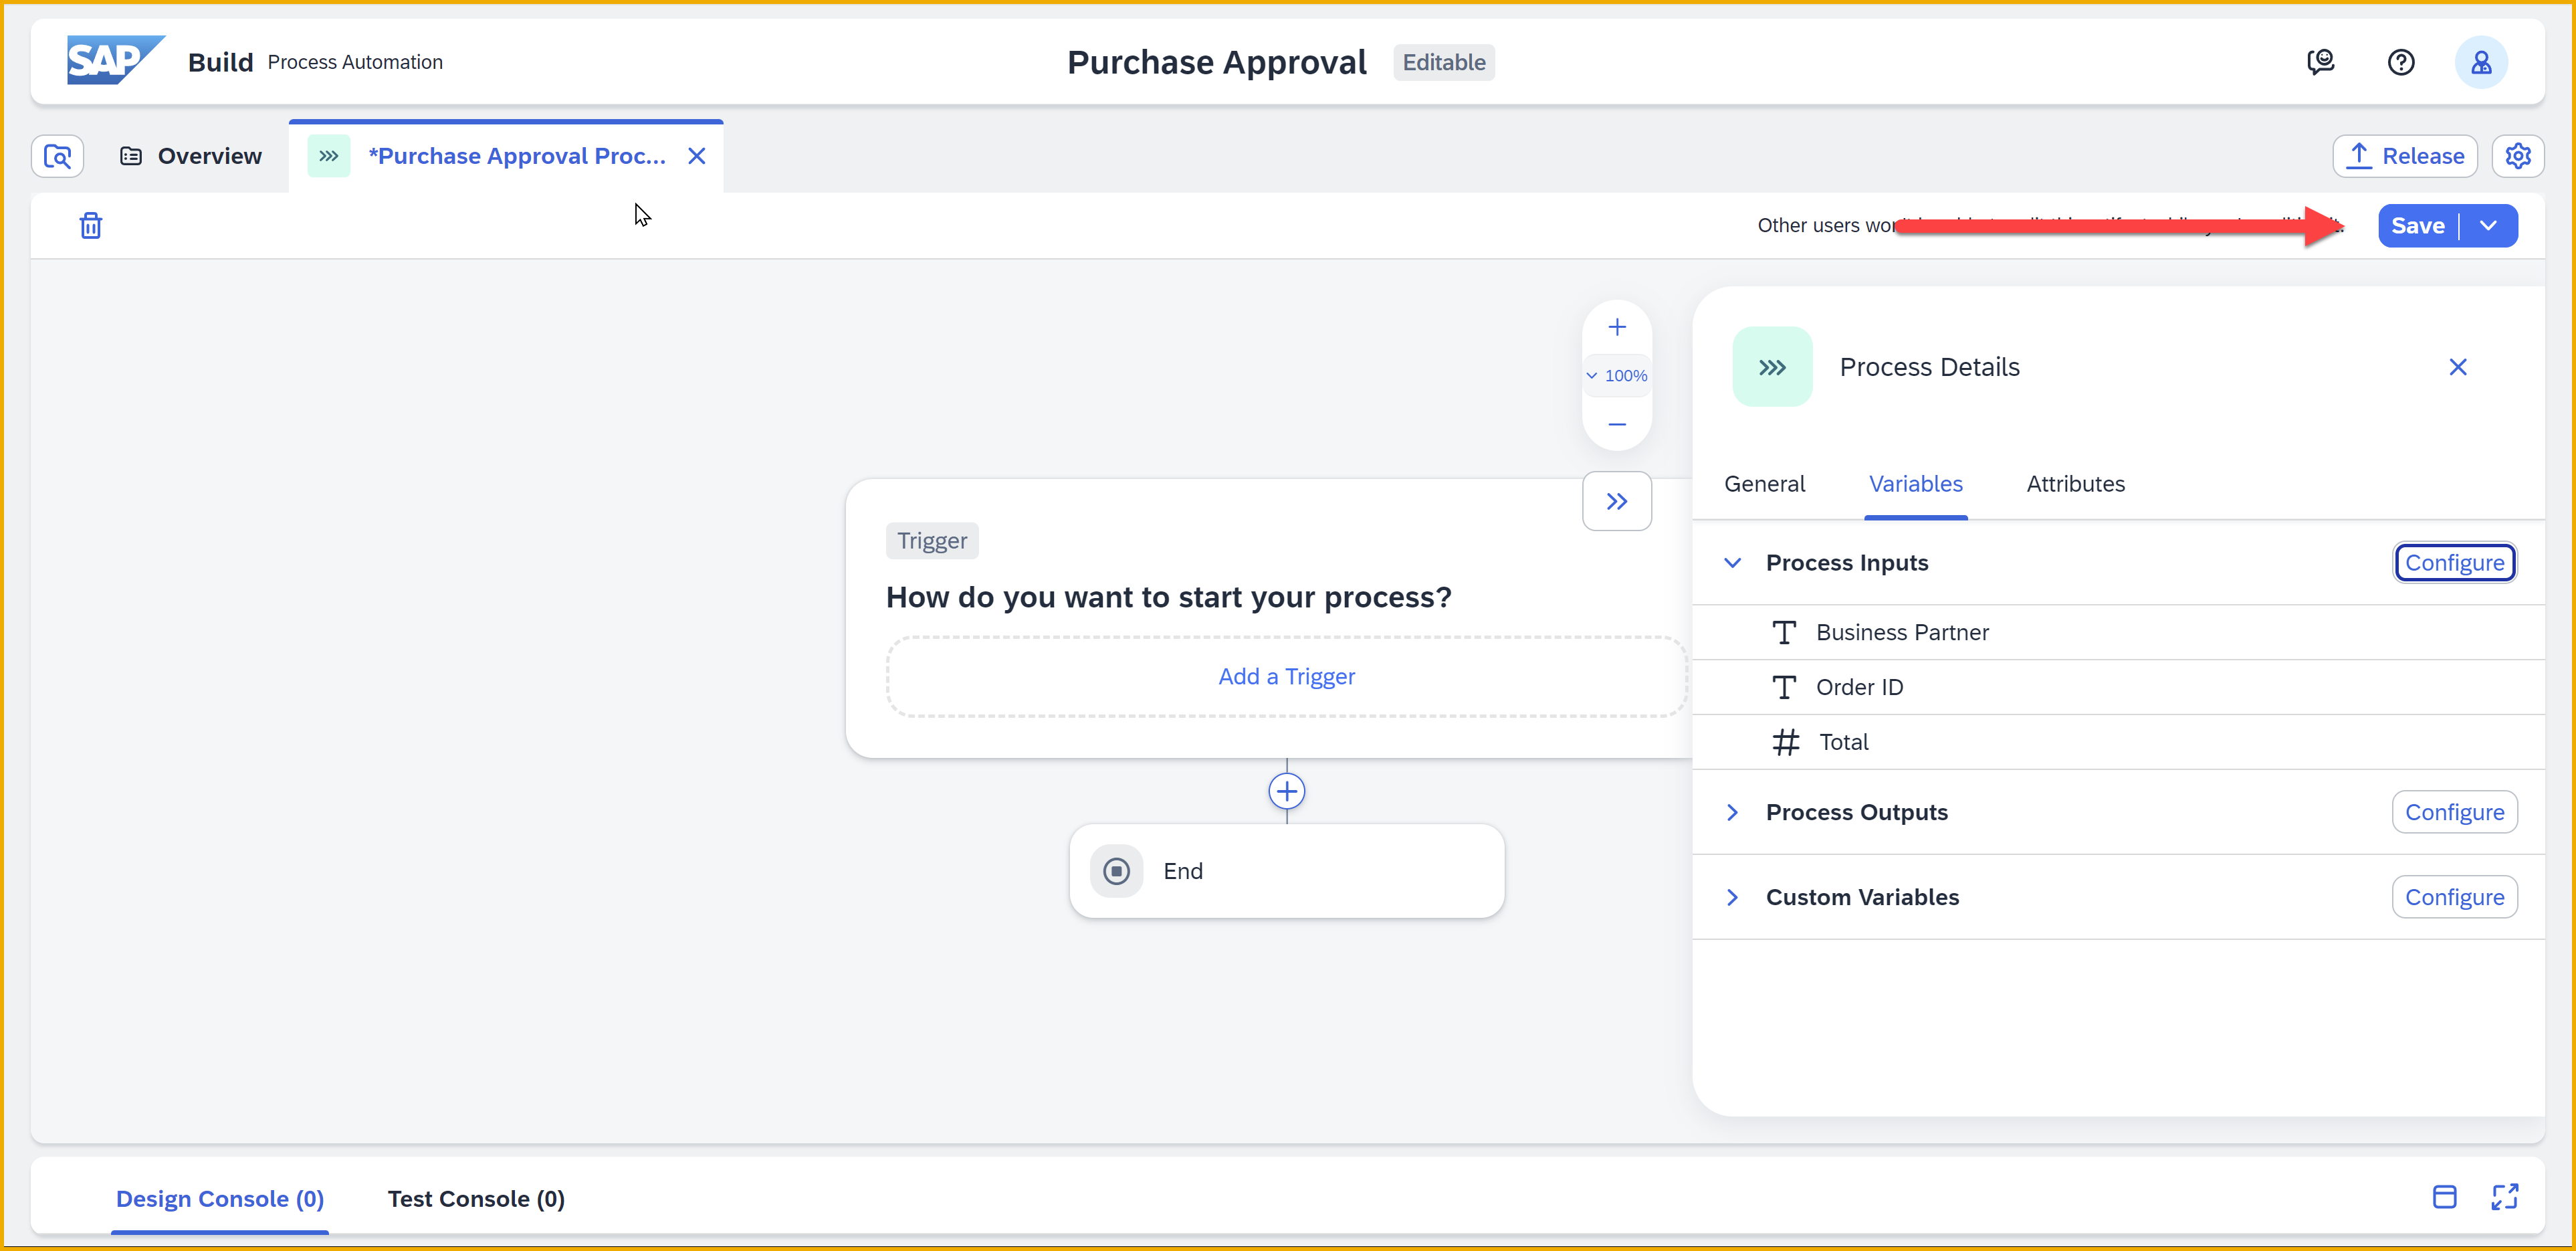 SAP Build Process Automation
Purchase Approval Editable
Overview
*Purchase Approval Proc...
Release
Other users
Save
100%
Process Details
General Variables Attributes
Trigger
How do you want to start your process?
Add a Trigger
End
Process Inputs Configure
Business Partner
Order ID
Total
Process Outputs Configure
Custom Variables Configure
Design Console (0) Test Console (0)